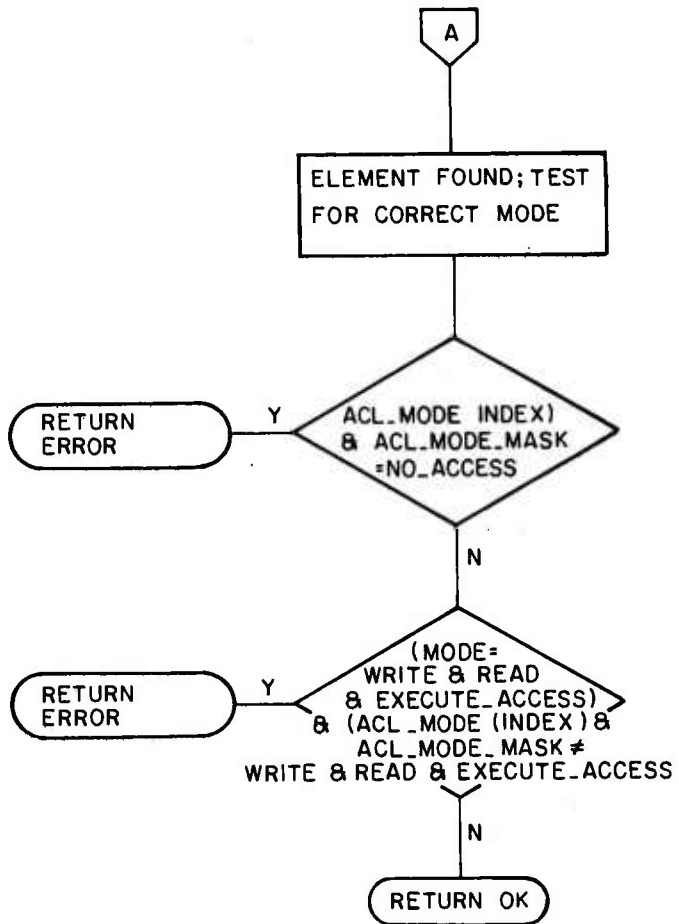 A
ELEMENT FOUND; TEST
FOR CORRECT MODE
RETURN
ERROR
Y
ACL_MODE INDEX)
& ACL_MODE_MASK
=NO_ACCESS
N
RETURN
ERROR
Y
(MODE=
WRITE & READ
& EXECUTE_ACCESS)
& (ACL_MODE (INDEX) &
ACL_MODE_MASK ≠
WRITE & READ & EXECUTE_ACCESS
N
RETURN OK